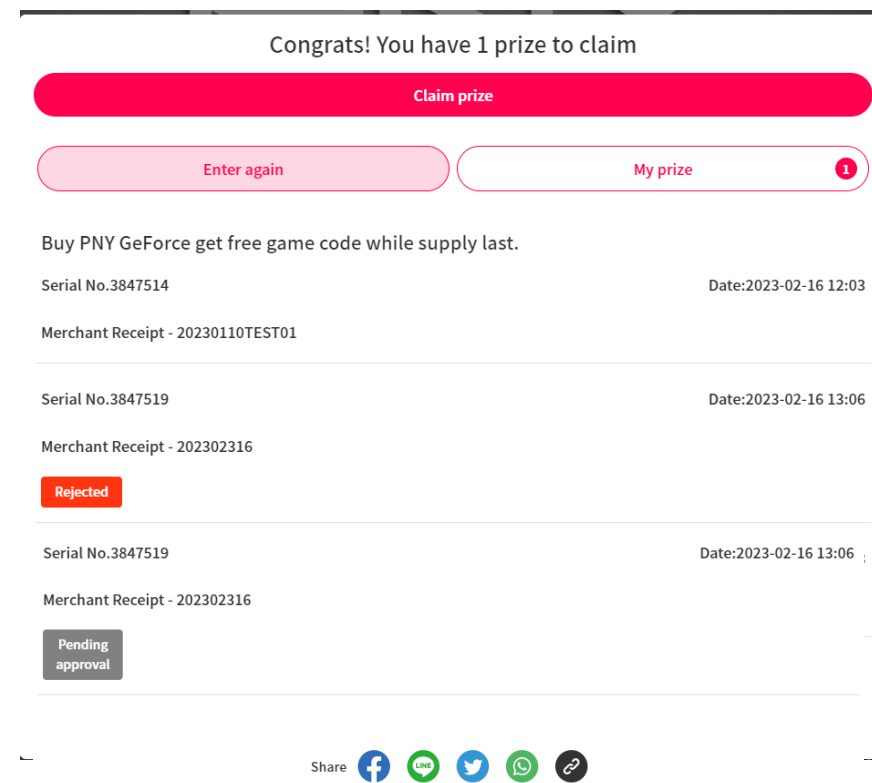 Congrats! You have 1 prize to claim
Claim prize
Enter again
My prize
1
Buy PNY GeForce get free game code while supply last.
Serial No.3847514
Date:2023-02-16 12:03
Merchant Receipt - 20230110TEST01
Serial No.3847519
Date:2023-02-16 13:06
Merchant Receipt - 202302316
Rejected
Serial No.3847519
Date:2023-02-16 13:06
Merchant Receipt - 202302316
Pending
approval
Share
LINE